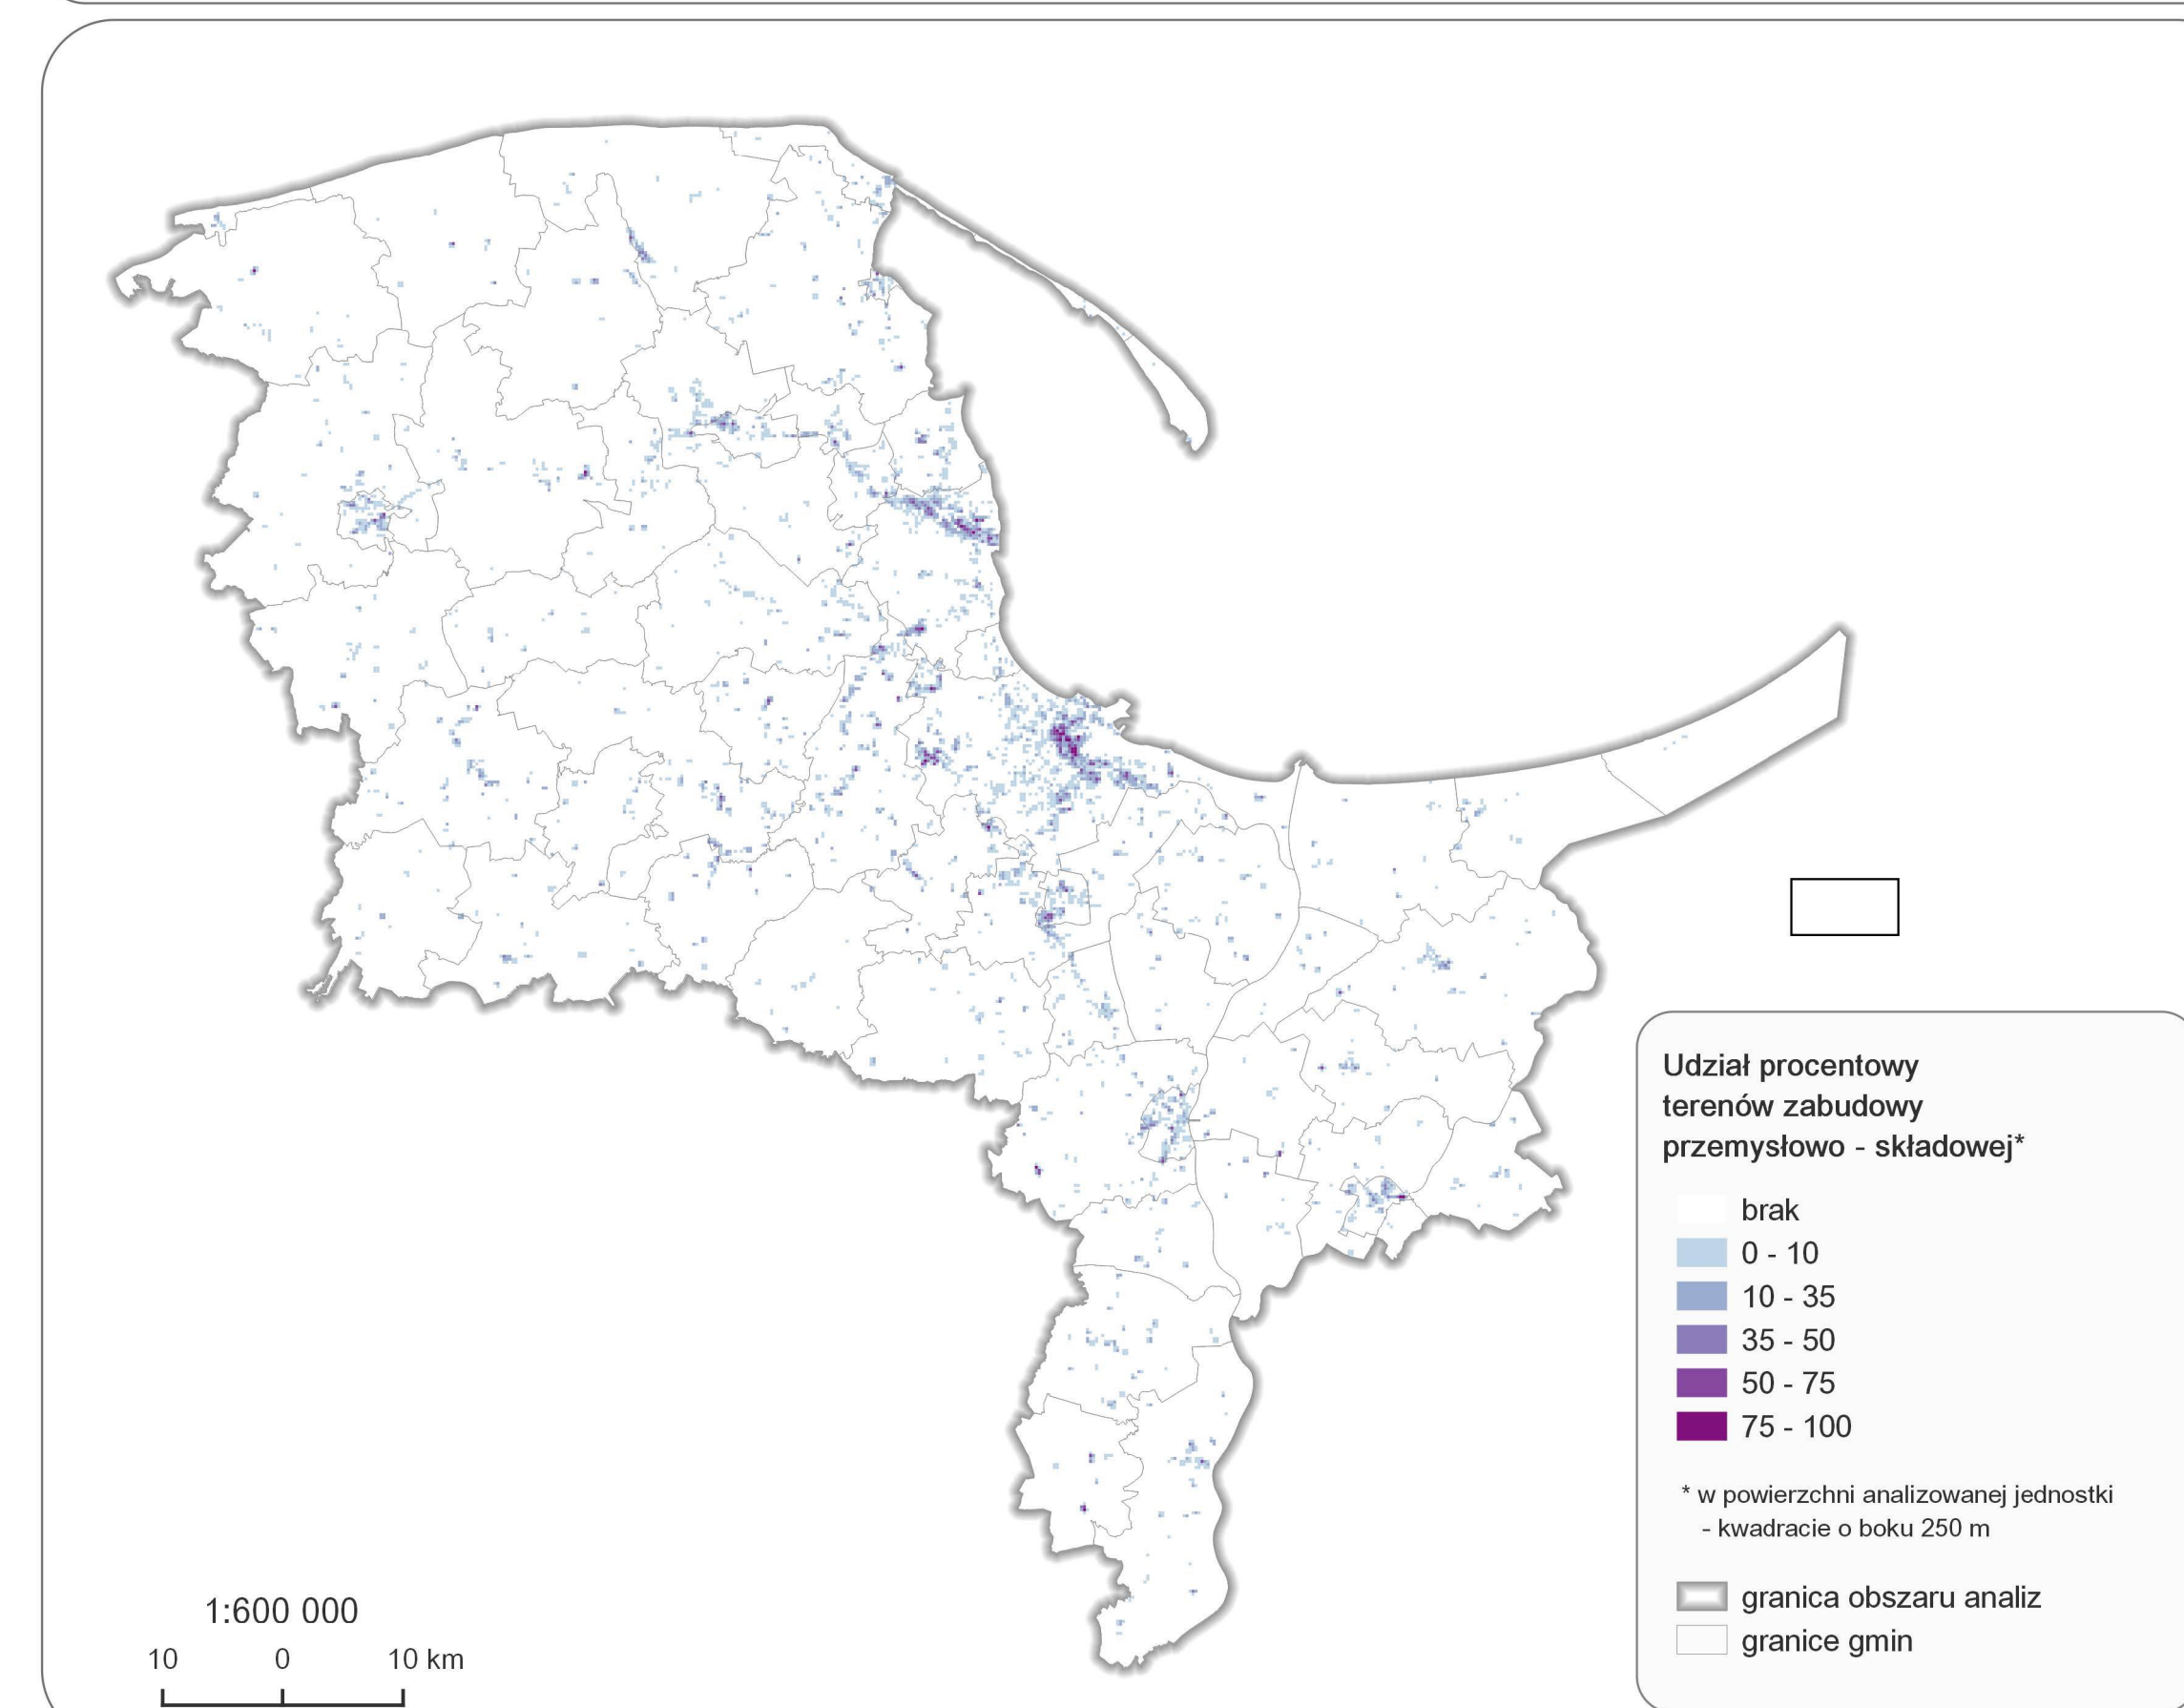 Udział procentowy
terenów zabudowy
przemysłowo - składowej*
brak
0 - 10
10 - 35
35 - 50
50 - 75
75 - 100
* w powierzchni analizowanej jednostki
- kwadracie o boku 250 m
granica obszaru analiz
granice gmin
1:600 000
10 0 10 km